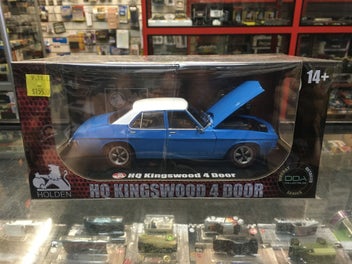 14+
HQ Kingswood 4 Door
HOLDEN
HQ KINGSWOOD 4 DOOR
DDA